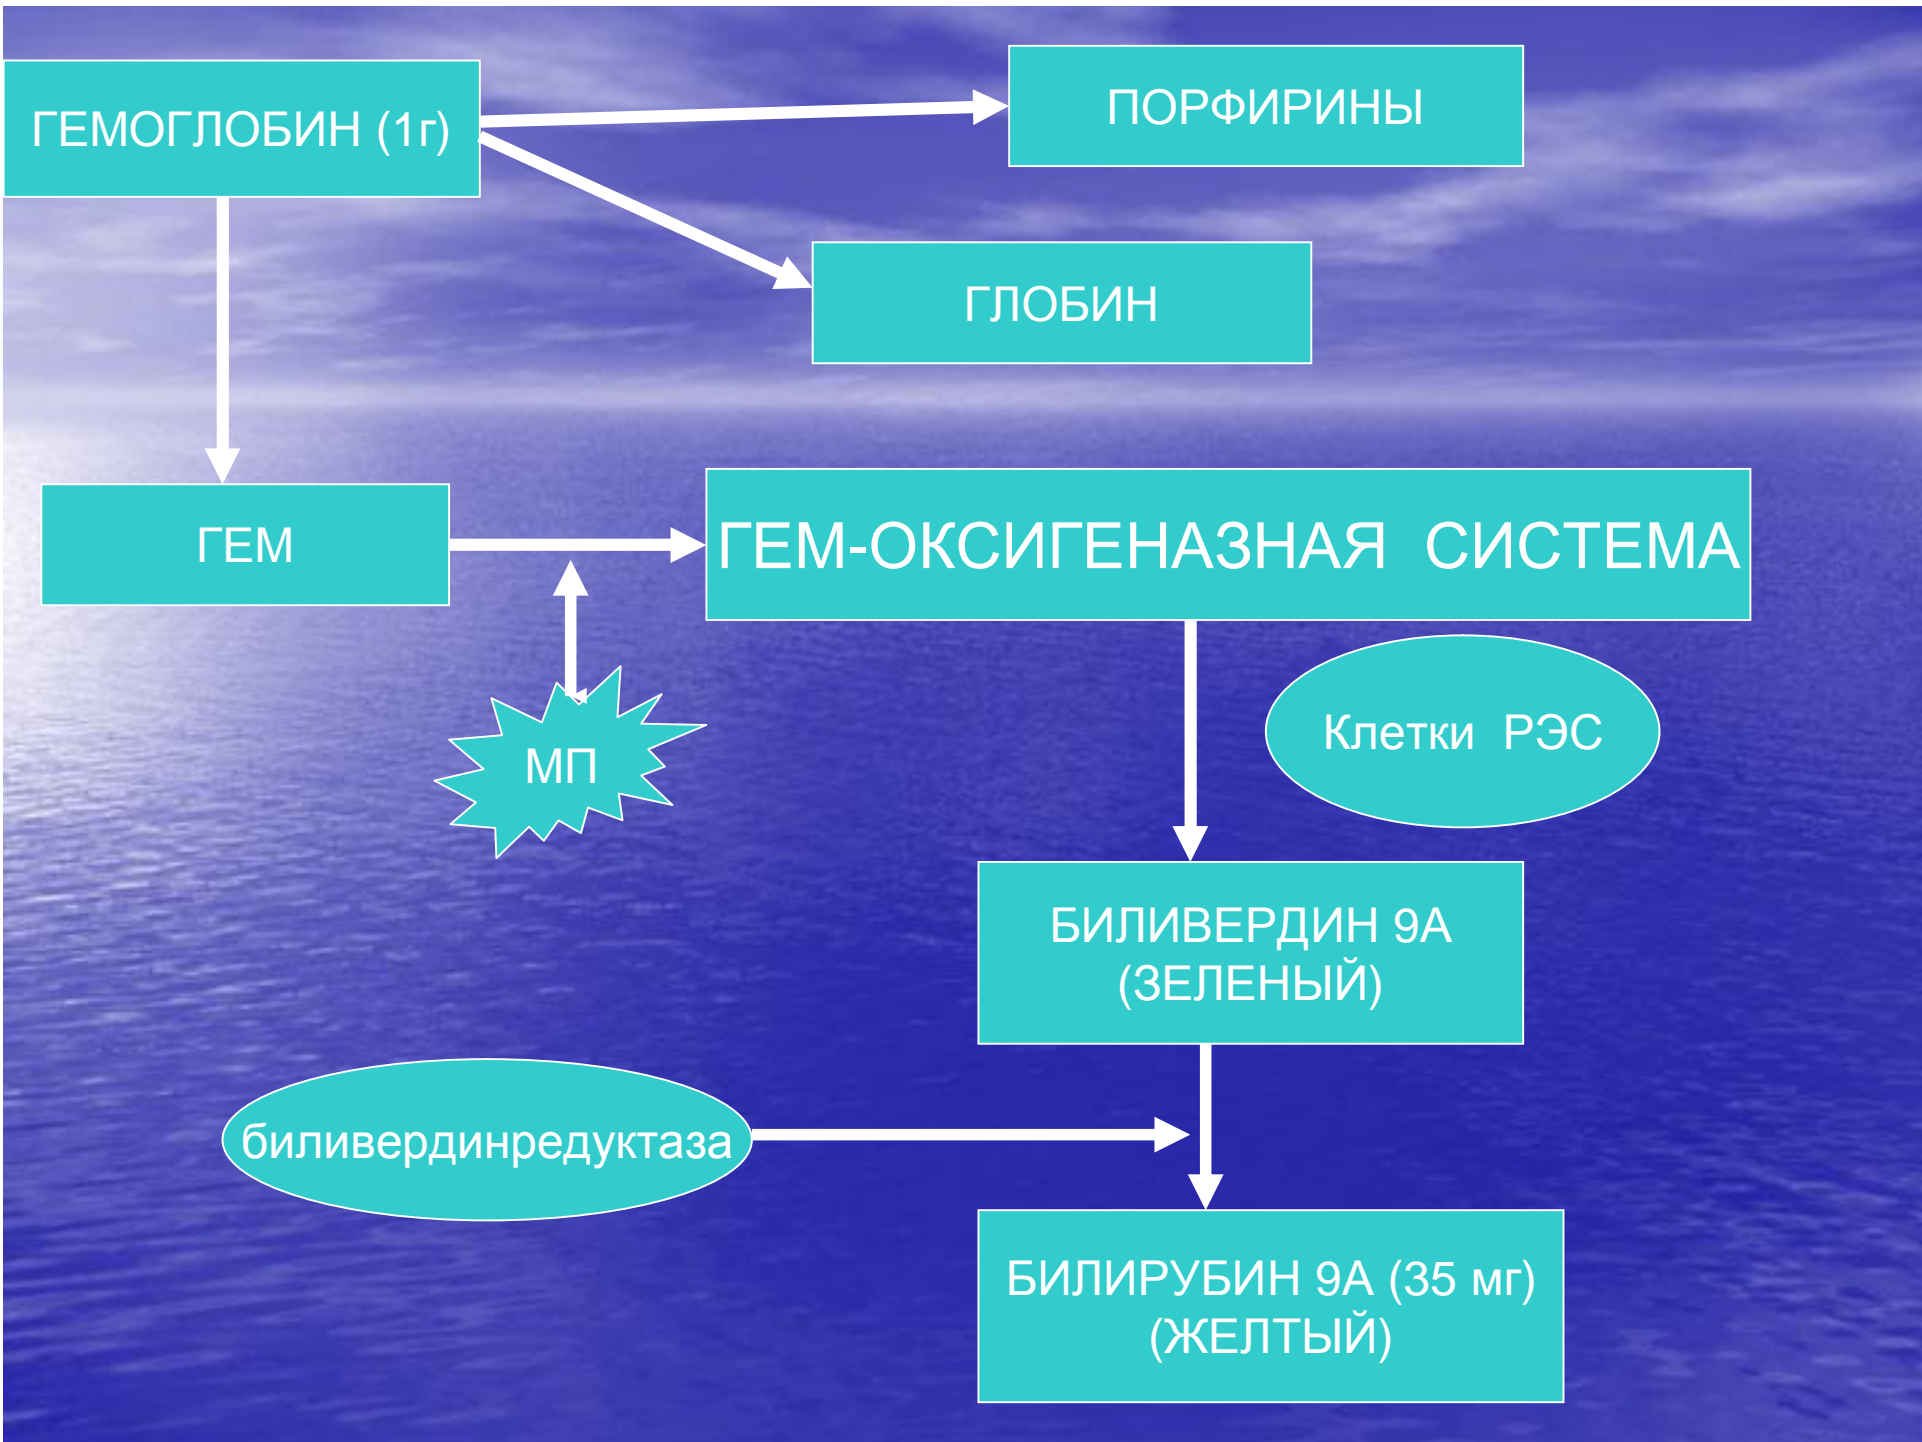 ГЕМОГЛОБИН (1г)
ПОРФИРИНЫ
ГЛОБИН
ГЕМ
ГЕМ-ОКСИГЕНАЗНАЯ СИСТЕМА
МП
Клетки РЭС
БИЛИВЕРДИН 9А
(ЗЕЛЕНЫЙ)
биливердинредуктаза
БИЛИРУБИН 9А (35 мг)
(ЖЕЛТЫЙ)